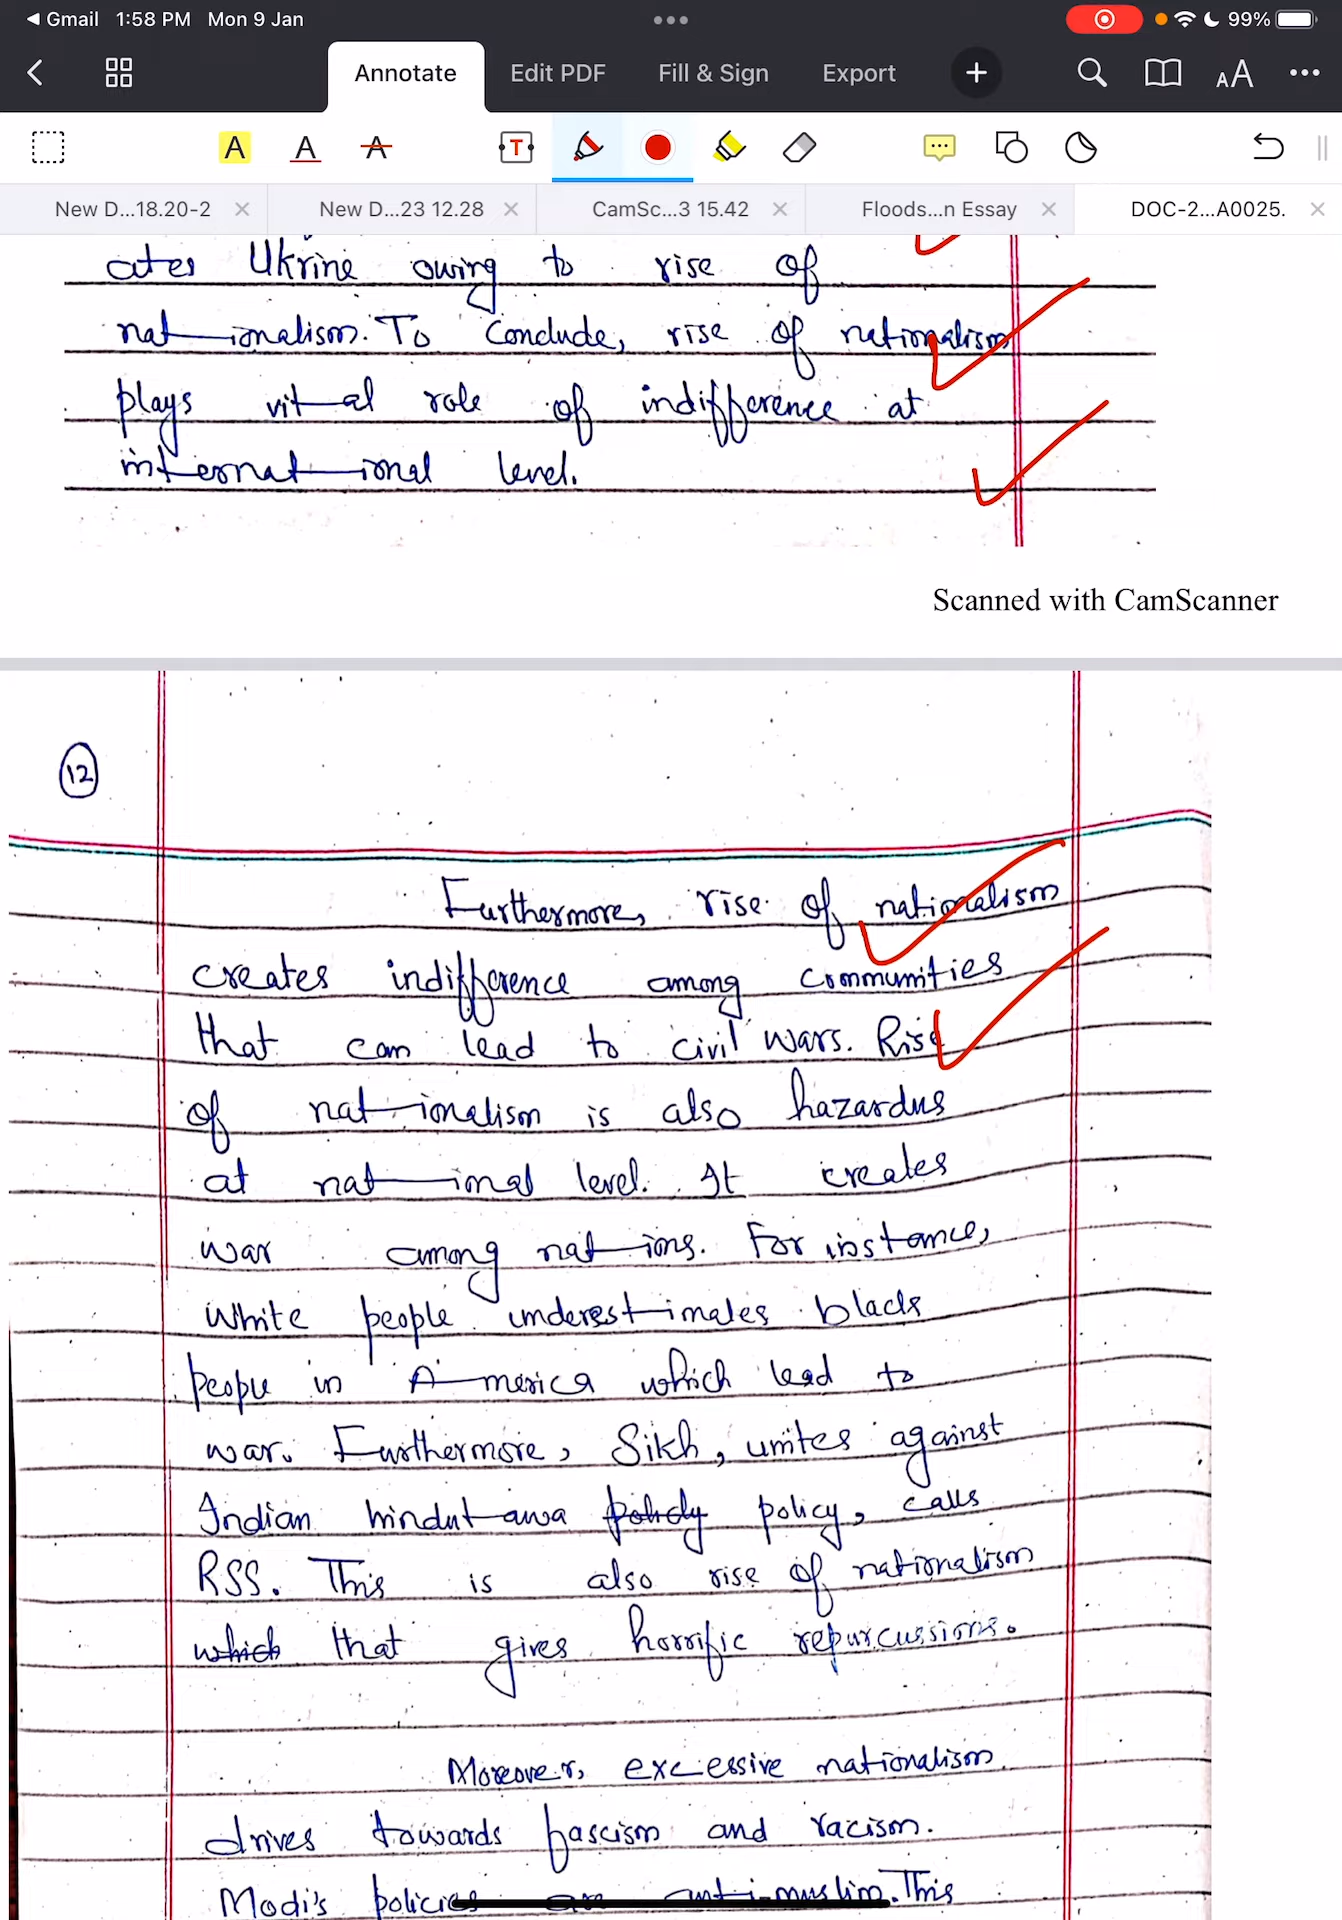 Gmail 1:58 PM Mon 9 Jan 99%
Annotate Edit PDF Fill & Sign Export
New D...18.20-2 New D...23 12.28 CamSc...3 15.42 Floods...n Essay DOC-2...A0025.
ates Ukrine owing to rise of
nationalism. To conclude, rise of nationalism
plays vital role of indifference at
international level.
Scanned with CamScanner
12
Furthermore, rise of nationalism
creates indifference among communities
that can lead to civil wars. Rise
of nationalism is also hazardus
at national level. It creates
war among nations. For instance,
White people underestimates black
people in America which lead to
war. Furthermore, Sikh, unites against
Indian hindutawa policy, calls
RSS. This is also rise of nationalism
which that gives horrific repurcussions.
Moreover, excessive nationalism
drives towards fascism and racism.
Modi's policies are anti-muslim. This